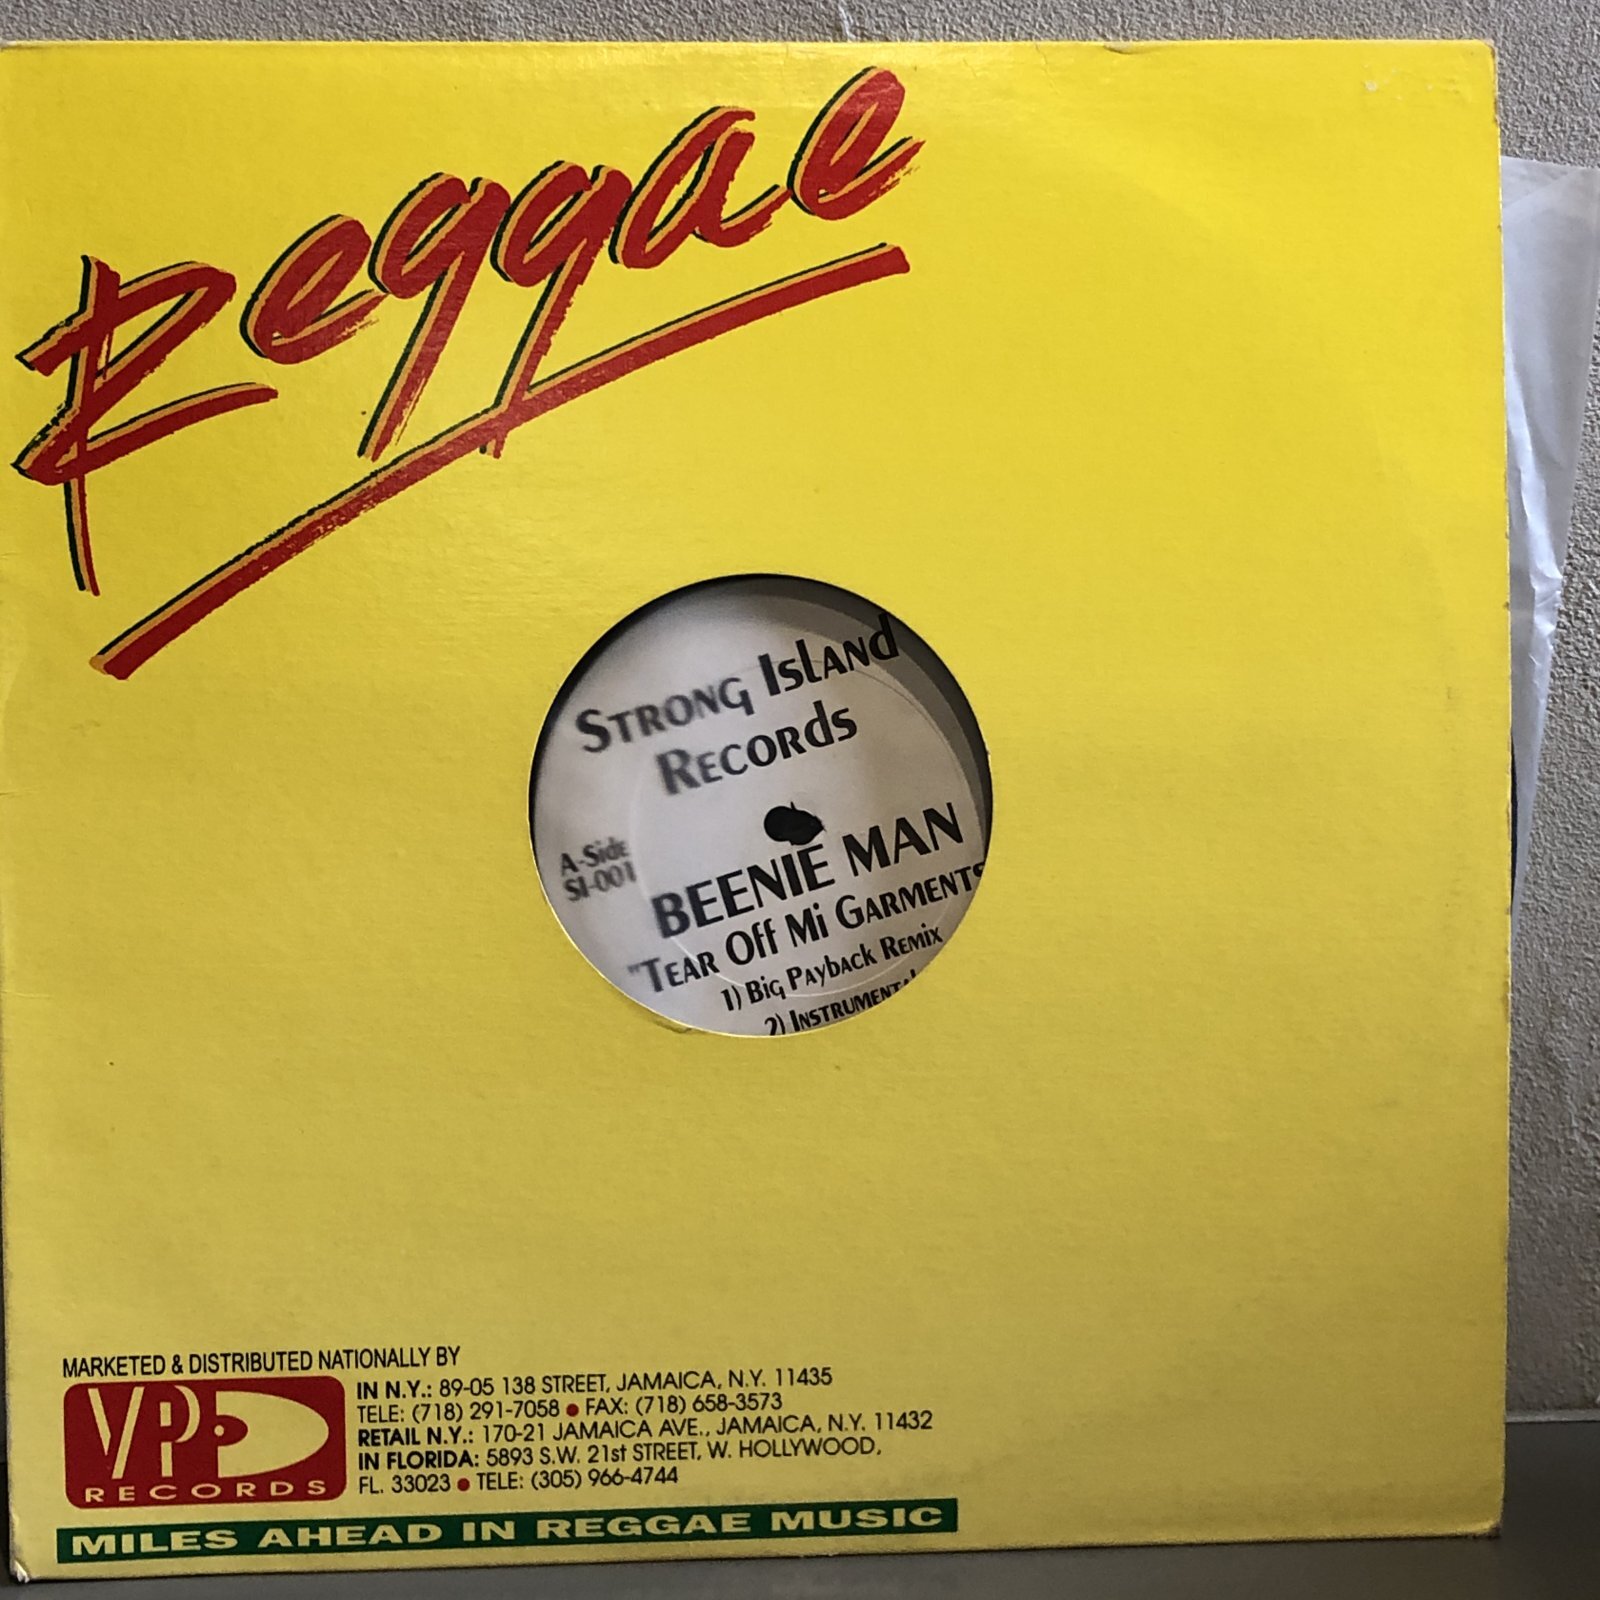 Reggae
Strong Island
Records
A-Side
SI-001
BEENIE MAN
"Tear Off Mi Garments
1) Big Payback Remix
2) Instrumental
MARKETED & DISTRIBUTED NATIONALLY BY
VP
RECORDS
IN N.Y.: 89-05 138 STREET, JAMAICA, N.Y. 11435
TELE: (718) 291-7058 • FAX: (718) 658-3573
RETAIL N.Y.: 170-21 JAMAICA AVE., JAMAICA, N.Y. 11432
IN FLORIDA: 5893 S.W. 21st STREET, W. HOLLYWOOD,
FL. 33023 • TELE: (305) 966-4744
MILES AHEAD IN REGGAE MUSIC